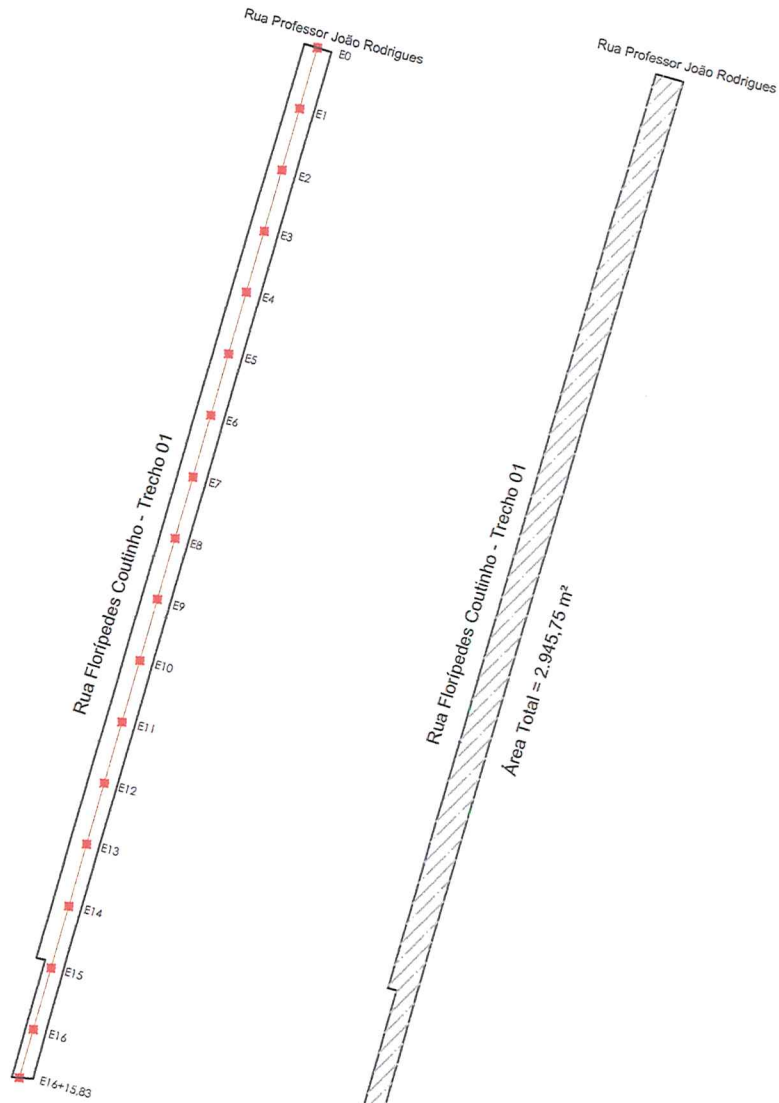 Rua Professor João Rodrigues
E0
E1
E2
E3
E4
E5
E6
E7
E8
E9
E10
E11
E12
E13
E14
E15
E16
E16+15,83
Rua Florípedes Coutinho - Trecho 01
Rua Professor João Rodrigues
Rua Florípedes Coutinho - Trecho 01
Área Total = 2.945,75 m²